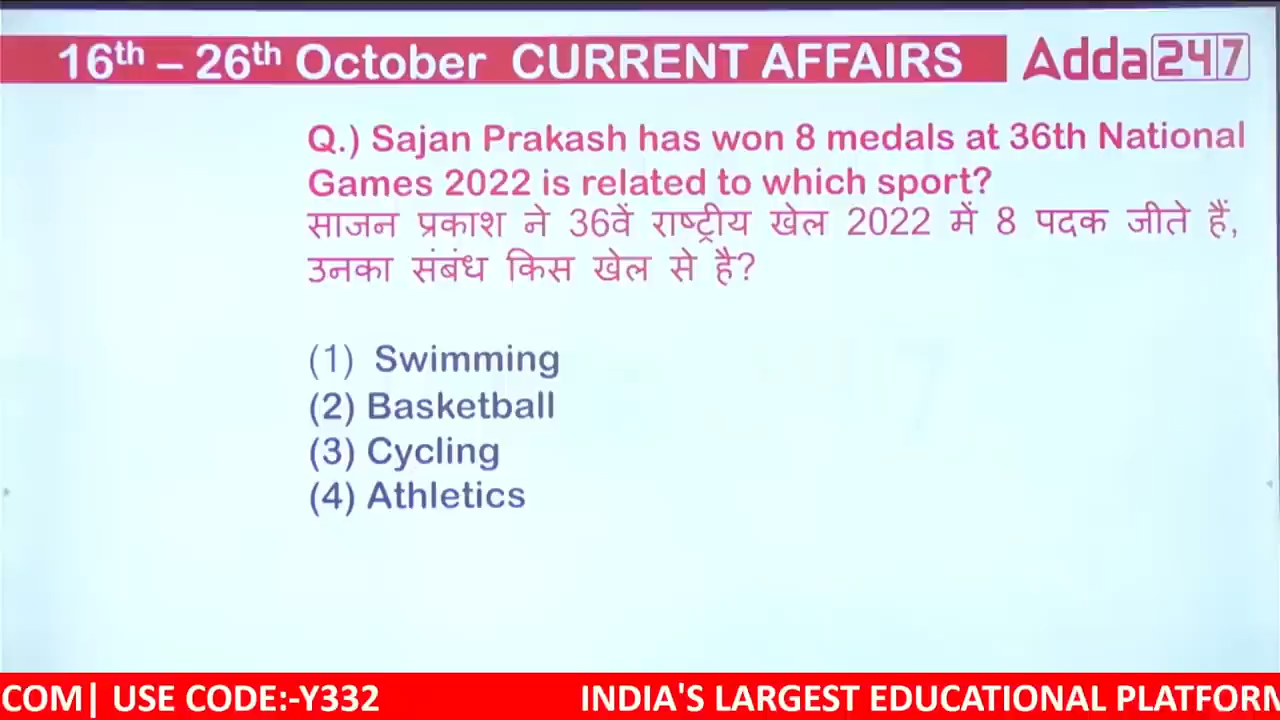 16th – 26th October CURRENT AFFAIRS
Adda247
Q.) Sajan Prakash has won 8 medals at 36th National
Games 2022 is related to which sport?
साजन प्रकाश ने 36वें राष्ट्रीय खेल 2022 में 8 पदक जीते हैं,
उनका संबंध किस खेल से है?
(1) Swimming
(2) Basketball
(3) Cycling
(4) Athletics
COM| USE CODE:-Y332
INDIA'S LARGEST EDUCATIONAL PLATFORM